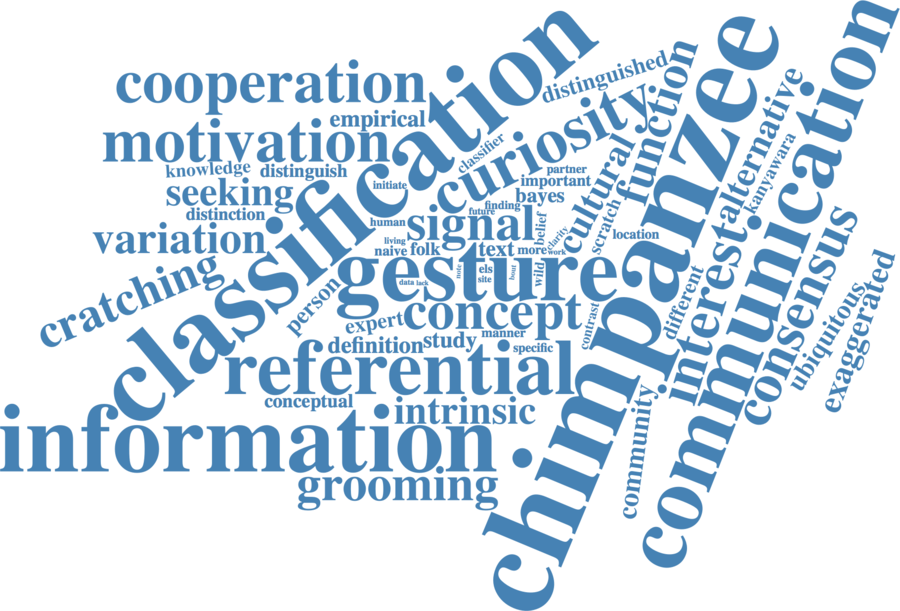 classification
cooperation
distinguished
function
chimpanzee
communication
empirical
motivation
curiosity
alternative
knowledge
distinguish
classifier
cultural
partner
kanyawara
seeking
initiate
important
bayes
distinction
finding
future
scratch
human
signal
belief
location
variation
living
naive
folk
text
more
clarity
work
cratching
gesture
note
els
site
bout
wild
data
lack
different
interest
consensus
person
expert
concept
contrast
ubiquitous
exaggerated
definition
study
manner
specific
referential
conceptual
intrinsic
community
information
grooming